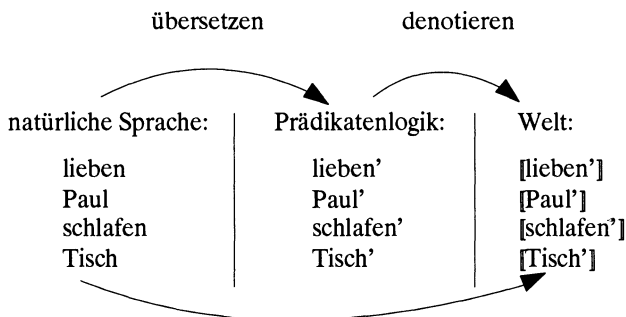 übersetzen denotieren
natürliche Sprache: Prädikatenlogik: Welt:
lieben lieben’ ⟦lieben’⟧
Paul Paul’ ⟦Paul’⟧
schlafen schlafen’ ⟦schlafen’⟧
Tisch Tisch’ ⟦Tisch’⟧